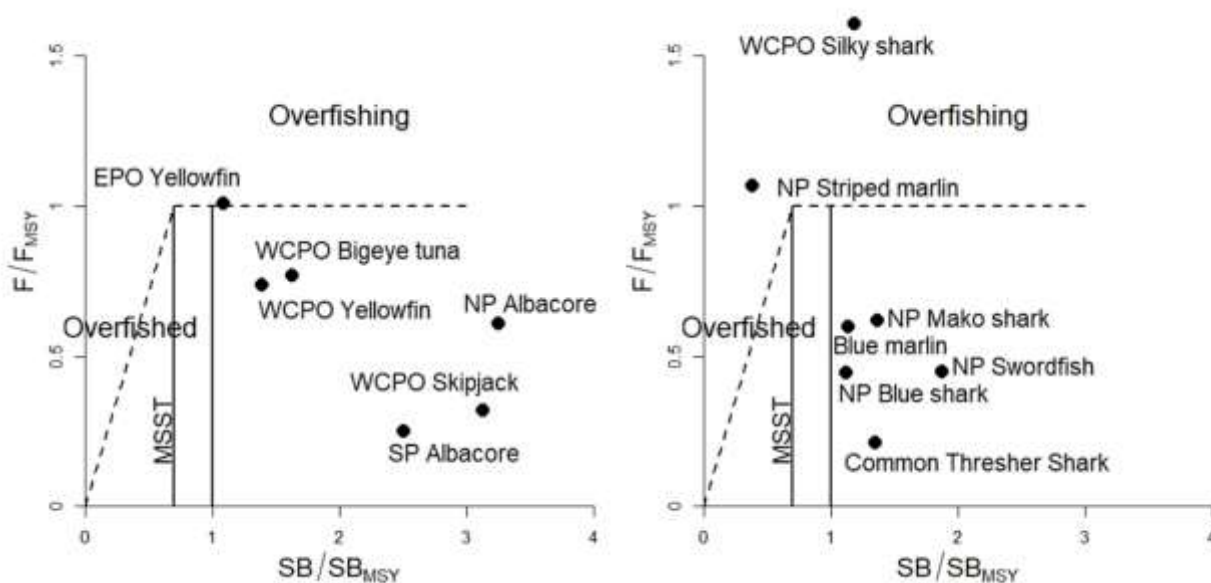 1.5
Overfishing
EPO Yellowfin
1
F/F_MSY
WCPO Bigeye tuna
WCPO Yellowfin
NP Albacore
Overfished
0.5
WCPO Skipjack
MSST
SP Albacore
0
0 1 2 3 4
SB/SB_MSY
WCPO Silky shark
1.5
Overfishing
NP Striped marlin
1
F/F_MSY
NP Mako shark
Overfished
Blue marlin
0.5
NP Swordfish
NP Blue shark
MSST
Common Thresher Shark
0
0 1 2 3 4
SB/SB_MSY